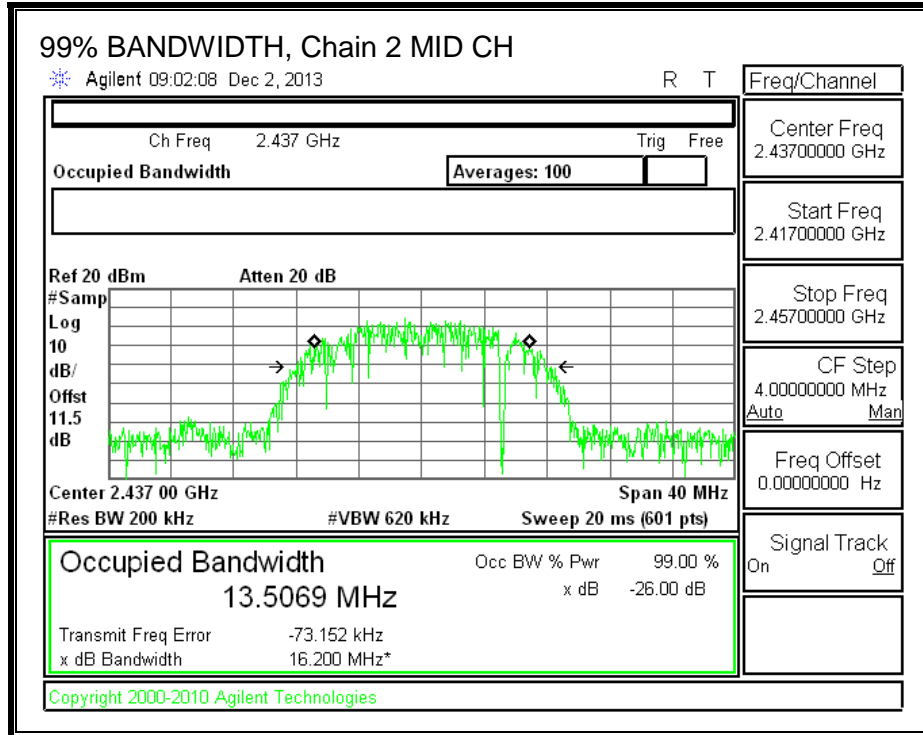 99% BANDWIDTH, Chain 2 MID CH
Agilent 09:02:08 Dec 2, 2013 R T
Freq/Channel
Ch Freq 2.437 GHz Trig Free
Occupied Bandwidth Averages: 100
Center Freq
2.43700000 GHz
Start Freq
2.41700000 GHz
Stop Freq
2.45700000 GHz
CF Step
4.00000000 MHz
Auto Man
Freq Offset
0.00000000 Hz
Signal Track
On Off
Ref 20 dBm Atten 20 dB
#Samp
Log
10
dB/
Offst
11.5
dB
Center 2.437 00 GHz Span 40 MHz
#Res BW 200 kHz #VBW 620 kHz Sweep 20 ms (601 pts)
Occupied Bandwidth Occ BW % Pwr 99.00 %
13.5069 MHz x dB -26.00 dB
Transmit Freq Error -73.152 kHz
x dB Bandwidth 16.200 MHz*
Copyright 2000-2010 Agilent Technologies